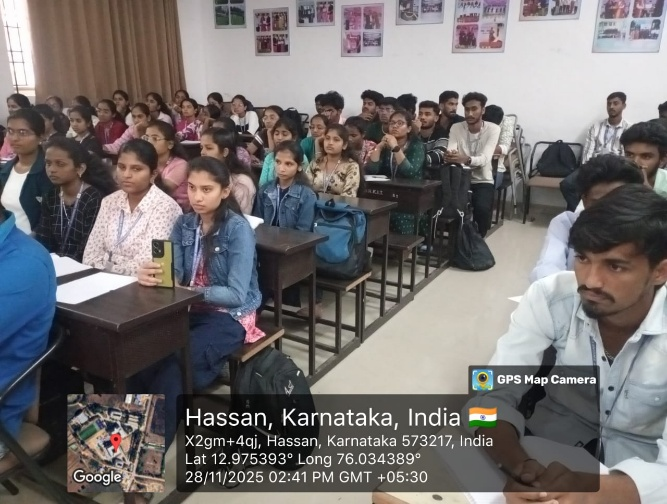 GPS Map Camera
Hassan, Karnataka, India
X2gm+4qj, Hassan, Karnataka 573217, India
Lat 12.975393° Long 76.034389°
28/11/2025 02:41 PM GMT +05:30
Google